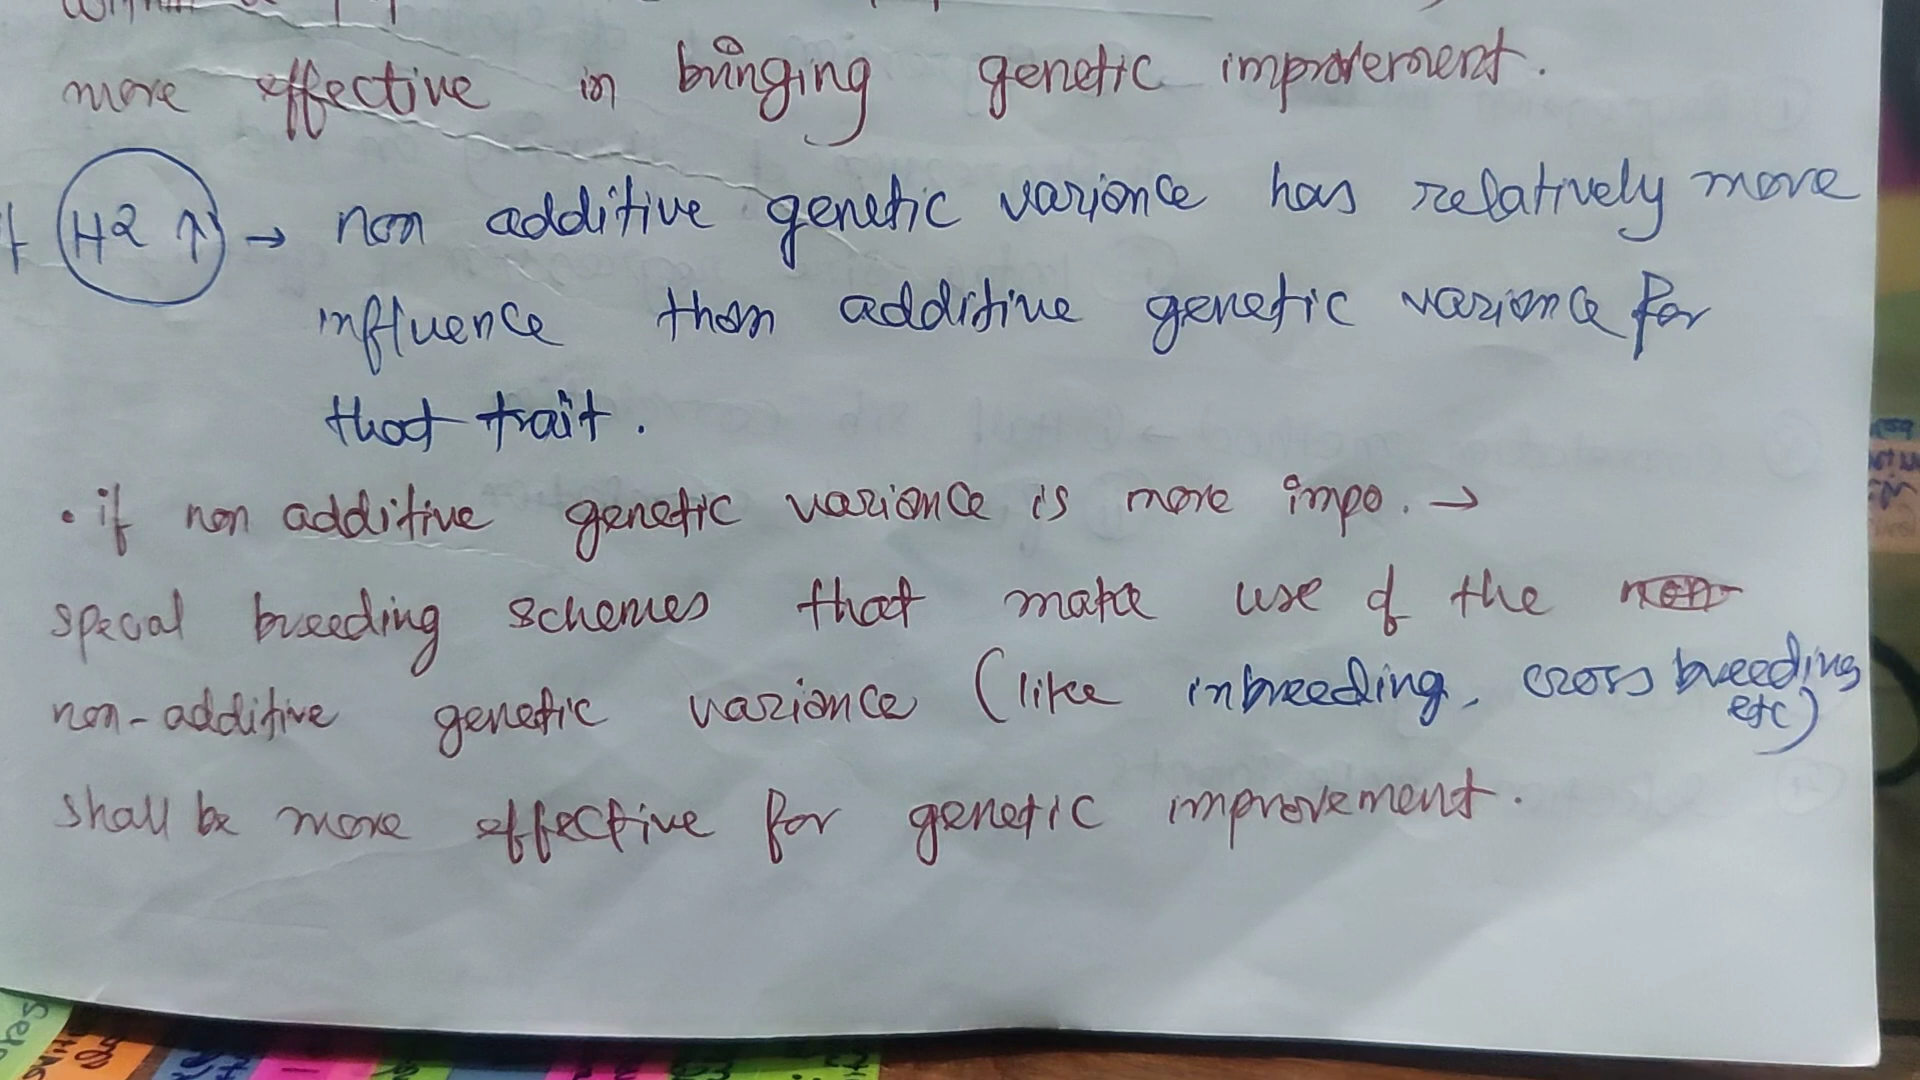 more effective in bringing genetic improvement.
H2 ↑ → non additive genetic variance has relatively more
influence than additive genetic variance for
that trait.
• if non additive genetic variance is more impo. →
special breeding schemes that make use of the non
non-additive genetic variance (like inbreeding, cross breeding
etc)
shall be more effective for genetic improvement.